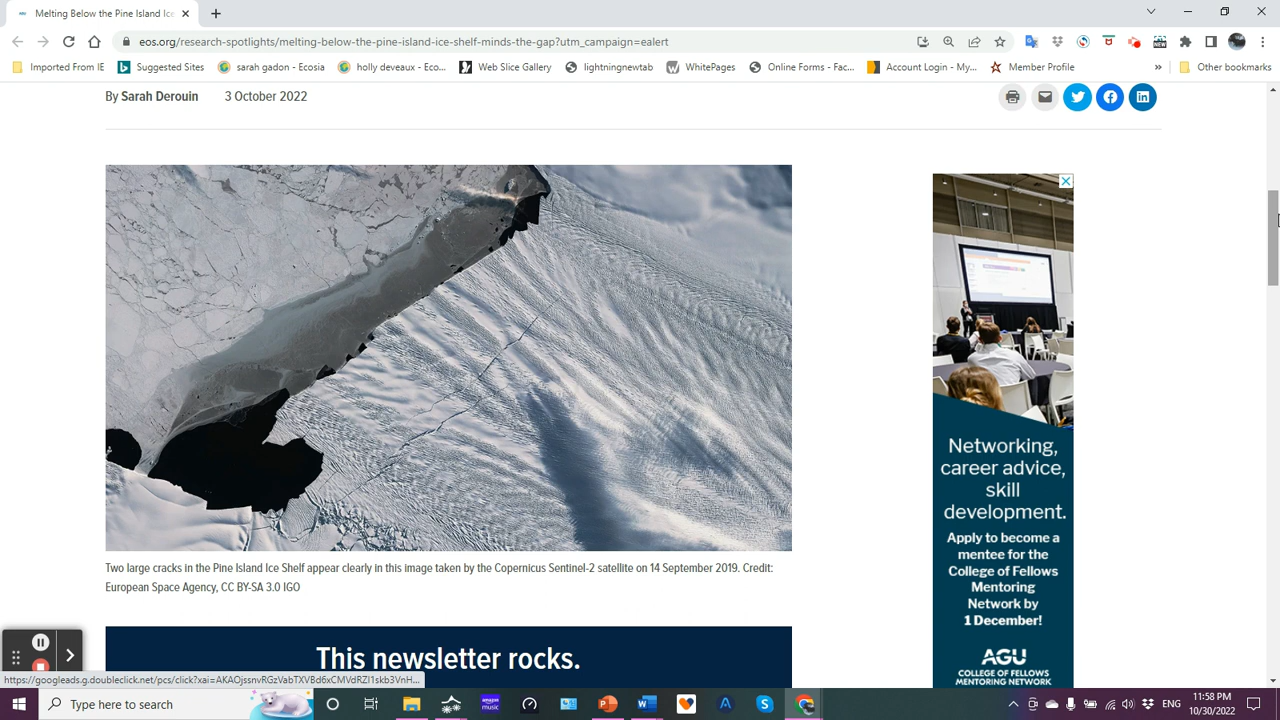 Melting Below the Pine Island Ice
eos.org/research-spotlights/melting-below-the-pine-island-ice-shelf-minds-the-gap?utm_campaign=ealert
Imported From IE
Suggested Sites
sarah gadon - Ecosia
holly deveaux - Eco...
Web Slice Gallery
lightningnewtab
WhitePages
Online Forms - Fac...
Account Login - My...
Member Profile
»
Other bookmarks
By Sarah Derouin 3 October 2022
Two large cracks in the Pine Island Ice Shelf appear clearly in this image taken by the Copernicus Sentinel-2 satellite on 14 September 2019. Credit:
European Space Agency, CC BY-SA 3.0 IGO
This newsletter rocks.
Networking,
career advice,
skill
development.
Apply to become a
mentee for the
College of Fellows
Mentoring
Network by
1 December!
AGU
COLLEGE OF FELLOWS
MENTORING NETWORK
Type here to search
amazon
music
ENG
11:58 PM
10/30/2022